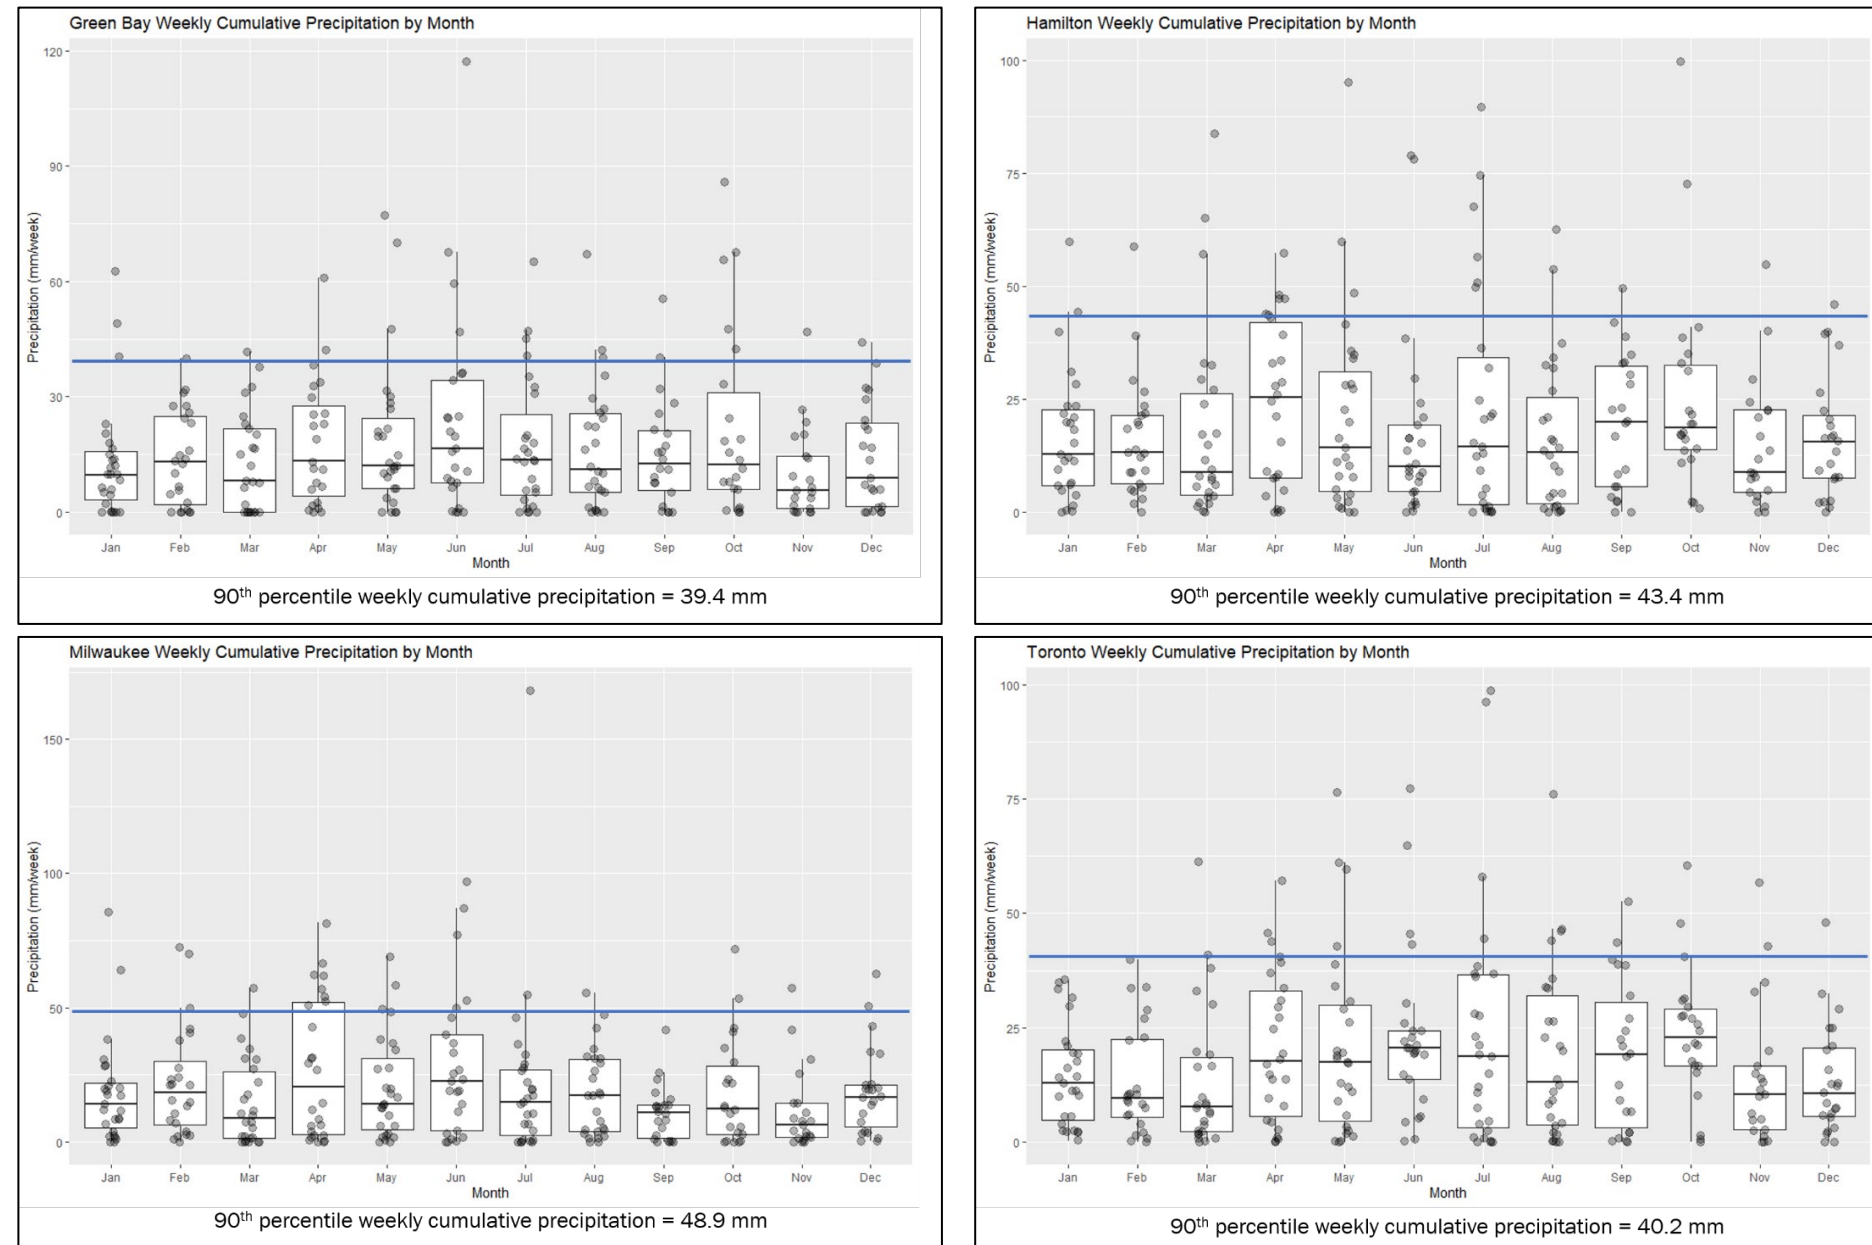 Green Bay Weekly Cumulative Precipitation by Month
120
90
60
30
0
Precipitation (mm/week)
Jan Feb Mar Apr May Jun Jul Aug Sep Oct Nov Dec
Month
90th percentile weekly cumulative precipitation = 39.4 mm
Hamilton Weekly Cumulative Precipitation by Month
100
75
50
25
0
Precipitation (mm/week)
Jan Feb Mar Apr May Jun Jul Aug Sep Oct Nov Dec
Month
90th percentile weekly cumulative precipitation = 43.4 mm
Milwaukee Weekly Cumulative Precipitation by Month
150
100
50
0
Precipitation (mm/week)
Jan Feb Mar Apr May Jun Jul Aug Sep Oct Nov Dec
Month
90th percentile weekly cumulative precipitation = 48.9 mm
Toronto Weekly Cumulative Precipitation by Month
100
75
50
25
0
Precipitation (mm/week)
Jan Feb Mar Apr May Jun Jul Aug Sep Oct Nov Dec
Month
90th percentile weekly cumulative precipitation = 40.2 mm